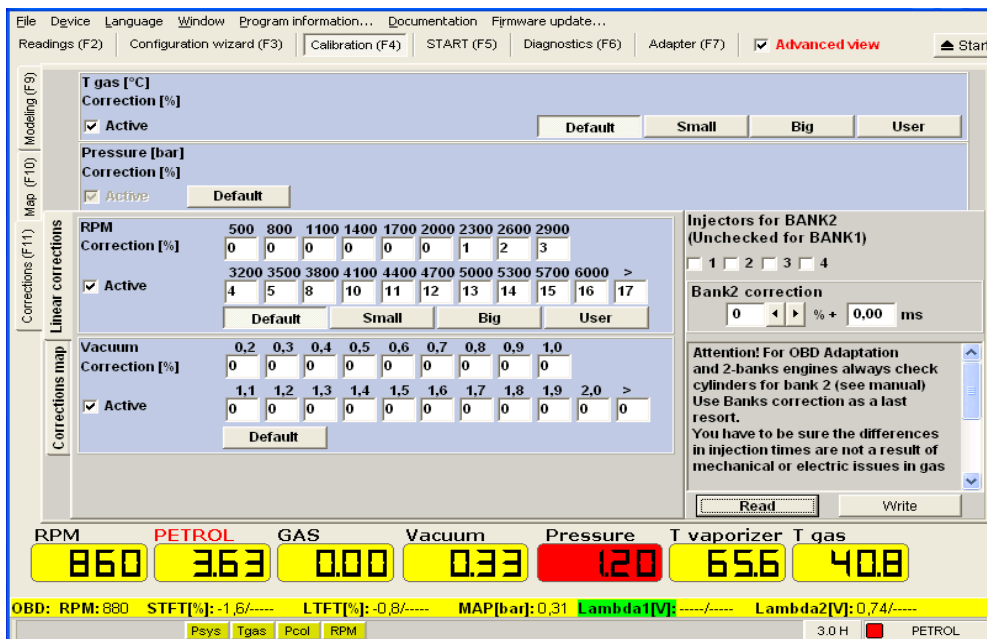 File Device Language Window Program information... Documentation Firmware update...
Readings (F2) Configuration wizard (F3) Calibration (F4) START (F5) Diagnostics (F6) Adapter (F7) Advanced view Start
Modeling (F9)
Map (F10)
Corrections (F11)
Linear corrections
Corrections map
T gas [°C]
Correction [%]
Active Default Small Big User
Pressure [bar]
Correction [%]
Active Default
RPM 500 800 1100 1400 1700 2000 2300 2600 2900
Correction [%] 0 0 0 0 0 0 1 2 3
3200 3500 3800 4100 4400 4700 5000 5300 5700 6000 >
Active 4 5 8 10 11 12 13 14 15 16 17
Default Small Big User
Vacuum 0,2 0,3 0,4 0,5 0,6 0,7 0,8 0,9 1,0
Correction [%] 0 0 0 0 0 0 0 0 0
1,1 1,2 1,3 1,4 1,5 1,6 1,7 1,8 1,9 2,0 >
Active 0 0 0 0 0 0 0 0 0 0 0
Default
Injectors for BANK2
(Unchecked for BANK1)
1 2 3 4
Bank2 correction
0 % + 0,00 ms
Attention! For OBD Adaptation
and 2-banks engines always check
cylinders for bank 2 (see manual)
Use Banks correction as a last
resort.
You have to be sure the differences
in injection times are not a result of
mechanical or electric issues in gas
Read Write
RPM PETROL GAS Vacuum Pressure T vaporizer T gas
860 3.63 0.00 0.33 1.20 65.6 40.8
OBD: RPM: 880 STFT[%]: -1,6/----- LTFT[%]: -0,8/----- MAP[bar]: 0,31 Lambda1[V]: -----/----- Lambda2[V]: 0,74/-----
Psys Tgas Pcol RPM 3.0 H PETROL